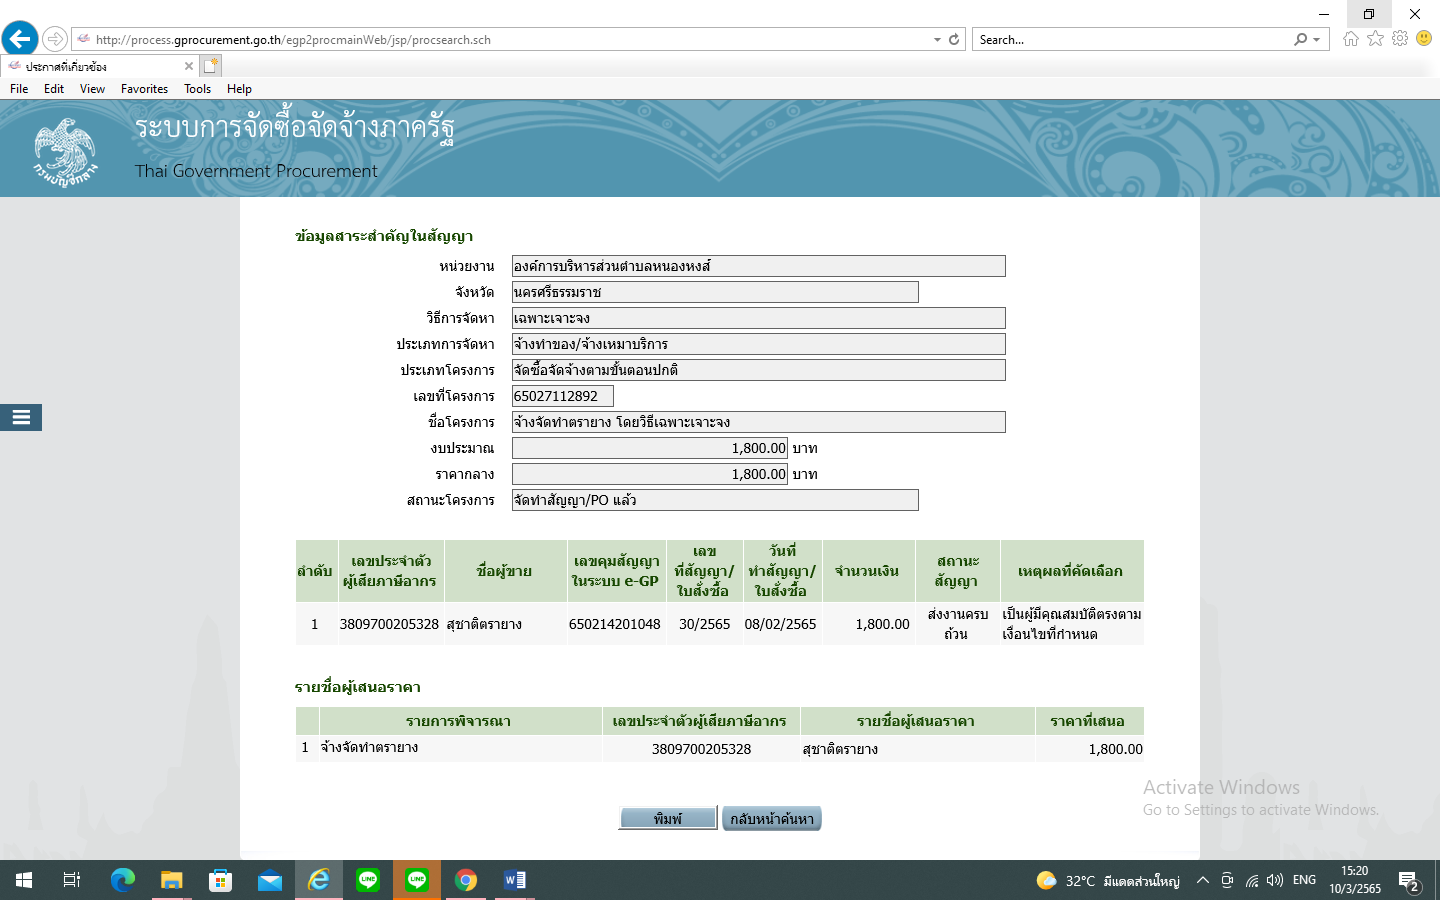 http://process.gprocurement.go.th/egp2procmainWeb/jsp/procsearch.sch
Search...
ประกาศที่เกี่ยวข้อง
File Edit View Favorites Tools Help
ระบบการจัดซื้อจัดจ้างภาครัฐ
Thai Government Procurement
กรมบัญชีกลาง
ข้อมูลสาระสำคัญในสัญญา
หน่วยงาน องค์การบริหารส่วนตำบลหนองหงส์
จังหวัด นครศรีธรรมราช
วิธีการจัดหา เฉพาะเจาะจง
ประเภทการจัดหา จ้างทำของ/จ้างเหมาบริการ
ประเภทโครงการ จัดซื้อจัดจ้างตามขั้นตอนปกติ
เลขที่โครงการ 65027112892
ชื่อโครงการ จ้างจัดทำตรายาง โดยวิธีเฉพาะเจาะจง
งบประมาณ 1,800.00 บาท
ราคากลาง 1,800.00 บาท
สถานะโครงการ จัดทำสัญญา/PO แล้ว
ลำดับ เลขประจำตัวผู้เสียภาษีอากร ชื่อผู้ขาย เลขคุมสัญญาในระบบ e-GP เลขที่สัญญา/ใบสั่งซื้อ วันที่ทำสัญญา/ใบสั่งซื้อ จำนวนเงิน สถานะสัญญา เหตุผลที่คัดเลือก
1 3809700205328 สุชาติตรายาง 650214201048 30/2565 08/02/2565 1,800.00 ส่งงานครบถ้วน เป็นผู้มีคุณสมบัติตรงตามเงื่อนไขที่กำหนด
รายชื่อผู้เสนอราคา
รายการพิจารณา เลขประจำตัวผู้เสียภาษีอากร รายชื่อผู้เสนอราคา ราคาที่เสนอ
1 จ้างจัดทำตรายาง 3809700205328 สุชาติตรายาง 1,800.00
พิมพ์ กลับหน้าค้นหา
Activate Windows
Go to Settings to activate Windows.
LINE LINE 32°C มีแดดส่วนใหญ่ ENG 15:20
10/3/2565 2